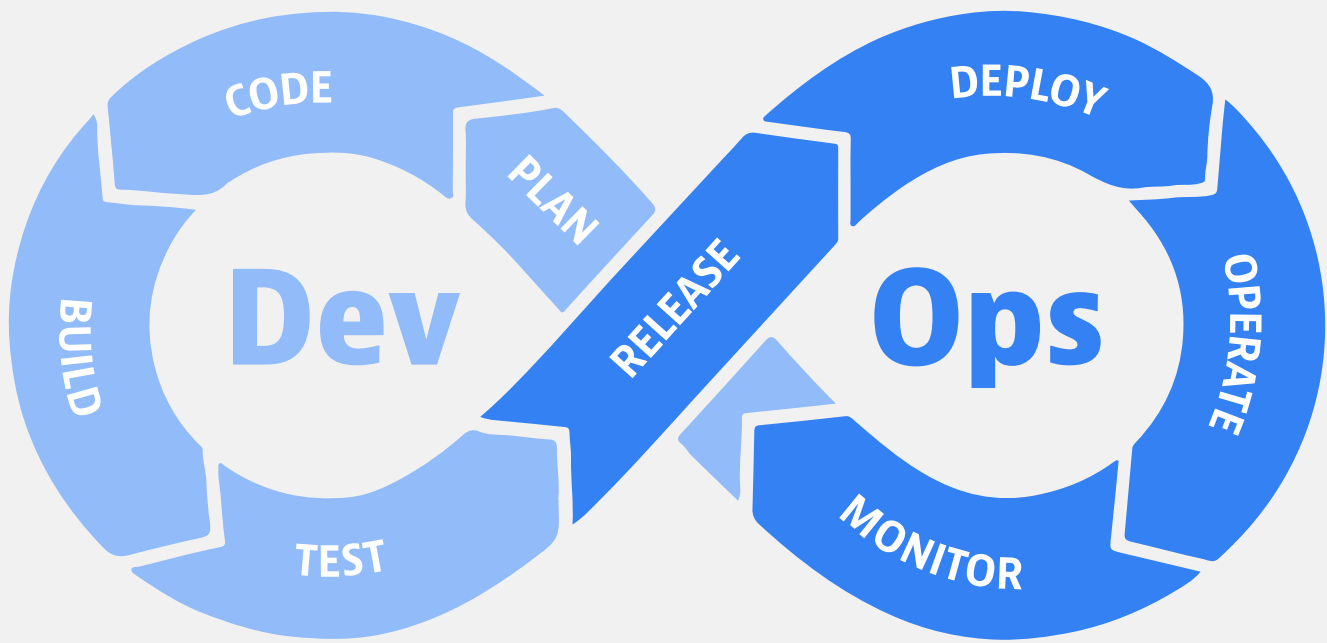 CODE
PLAN
BUILD
TEST
Dev
RELEASE
DEPLOY
OPERATE
MONITOR
Ops